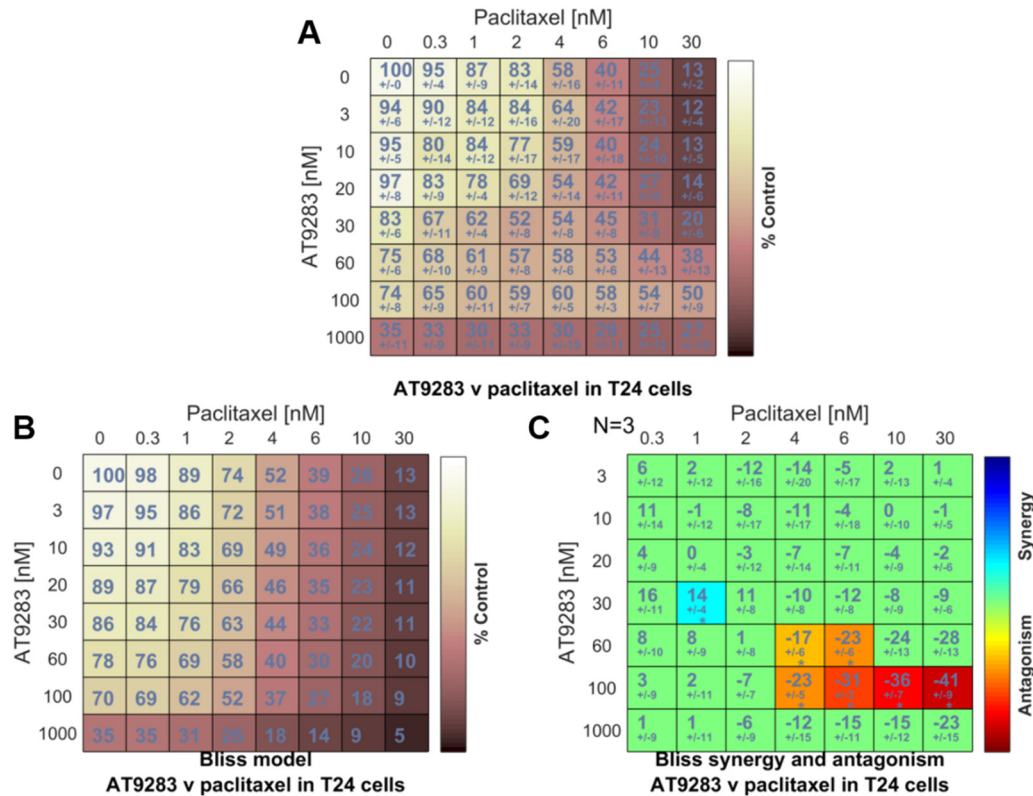 A
Paclitaxel [nM]
0 0.3 1 2 4 6 10 30
AT9283 [nM]
0 100 95 87 83 58 40 25 13
+/-0 +/-4 +/-9 +/-14 +/-16 +/-11 +/-2
3 94 90 84 84 64 42 23 12
+/-6 +/-12 +/-12 +/-16 +/-20 +/-17 +/-13 +/-4
10 95 80 84 77 59 40 24 13
+/-5 +/-14 +/-12 +/-17 +/-17 +/-18 +/-10 +/-5
20 97 83 78 69 54 42 27 14
+/-8 +/-9 +/-4 +/-12 +/-14 +/-11 +/-6
30 83 67 62 52 54 45 31 20
+/-6 +/-11 +/-4 +/-8 +/-8 +/-8 +/-6
60 75 68 61 57 58 53 44 38
+/-6 +/-10 +/-9 +/-8 +/-6 +/-6 +/-13 +/-13
100 74 65 60 59 60 58 54 50
+/-8 +/-9 +/-11 +/-7 +/-5 +/-3 +/-7 +/-9
1000 35 33 30 33 30 27
+/-11 +/-9
% Control
AT9283 v paclitaxel in T24 cells
B
Paclitaxel [nM]
0 0.3 1 2 4 6 10 30
AT9283 [nM]
0 100 98 89 74 52 39 26 13
3 97 95 86 72 51 38 25 13
10 93 91 83 69 49 36 24 12
20 89 87 79 66 46 35 23 11
30 86 84 76 63 44 33 22 11
60 78 76 69 58 40 30 20 10
100 70 69 62 52 37 27 18 9
1000 35 35 31 26 18 14 9 5
% Control
Bliss model
AT9283 v paclitaxel in T24 cells
C
N=3
Paclitaxel [nM]
0.3 1 2 4 6 10 30
AT9283 [nM]
3 6 2 -12 -14 -5 2 1
+/-12 +/-12 +/-16 +/-20 +/-17 +/-13 +/-4
10 11 -1 -8 -11 -4 0 -1
+/-14 +/-12 +/-17 +/-17 +/-18 +/-10 +/-5
20 4 0 -3 -7 -7 -4 -2
+/-9 +/-4 +/-12 +/-14 +/-11 +/-9 +/-6
30 16 14 11 -10 -12 -8 -9
+/-11 +/-4 +/-8 +/-8 +/-8 +/-9 +/-6
*
60 8 8 1 -17 -23 -24 -28
+/-10 +/-9 +/-8 +/-6 +/-6 +/-13 +/-13
* *
100 3 2 -7 -23 -31 -36 -41
+/-9 +/-11 +/-7 +/-5 +/-7 +/-9
* * * *
1000 1 1 -6 -12 -15 -15 -23
+/-9 +/-11 +/-9 +/-15 +/-11 +/-12 +/-15
Synergy
Antagonism
Bliss synergy and antagonism
AT9283 v paclitaxel in T24 cells